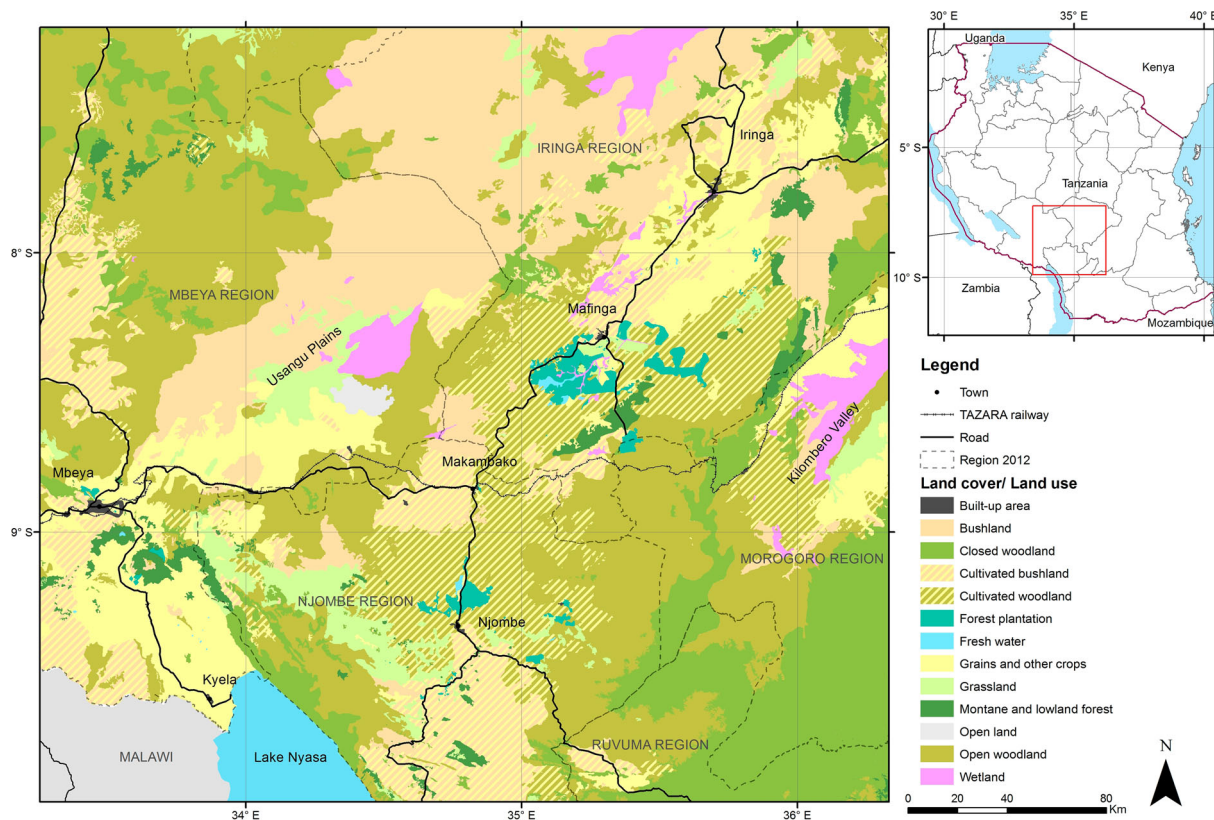 30° E
35° E
40° E
Uganda
Kenya
5° S
Tanzania
10° S
Zambia
Mozambique
Iringa
IRINGA REGION
8° S
MBEYA REGION
Mafinga
Usangu Plains
Kilombero Valley
Mbeya
Makambako
9° S
MOROGORO REGION
NJOMBE REGION
Njombe
Kyela
MALAWI
Lake Nyasa
RUVUMA REGION
34° E
35° E
36° E
Legend
Town
TAZARA railway
Road
Region 2012
Land cover/ Land use
Built-up area
Bushland
Closed woodland
Cultivated bushland
Cultivated woodland
Forest plantation
Fresh water
Grains and other crops
Grassland
Montane and lowland forest
Open land
Open woodland
Wetland
N
0 20 40 60 80
Km